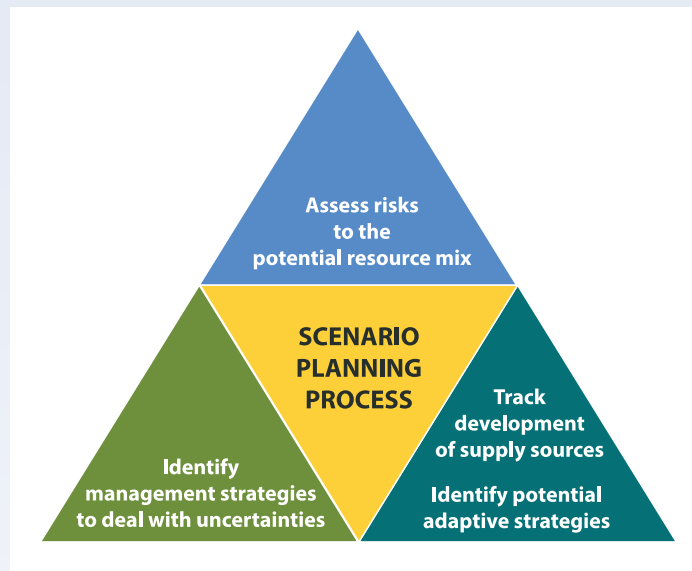 Assess risks
to the
potential resource mix
SCENARIO
PLANNING
PROCESS
Identify
management strategies
to deal with uncertainties
Track
development
of supply sources
Identify potential
adaptive strategies